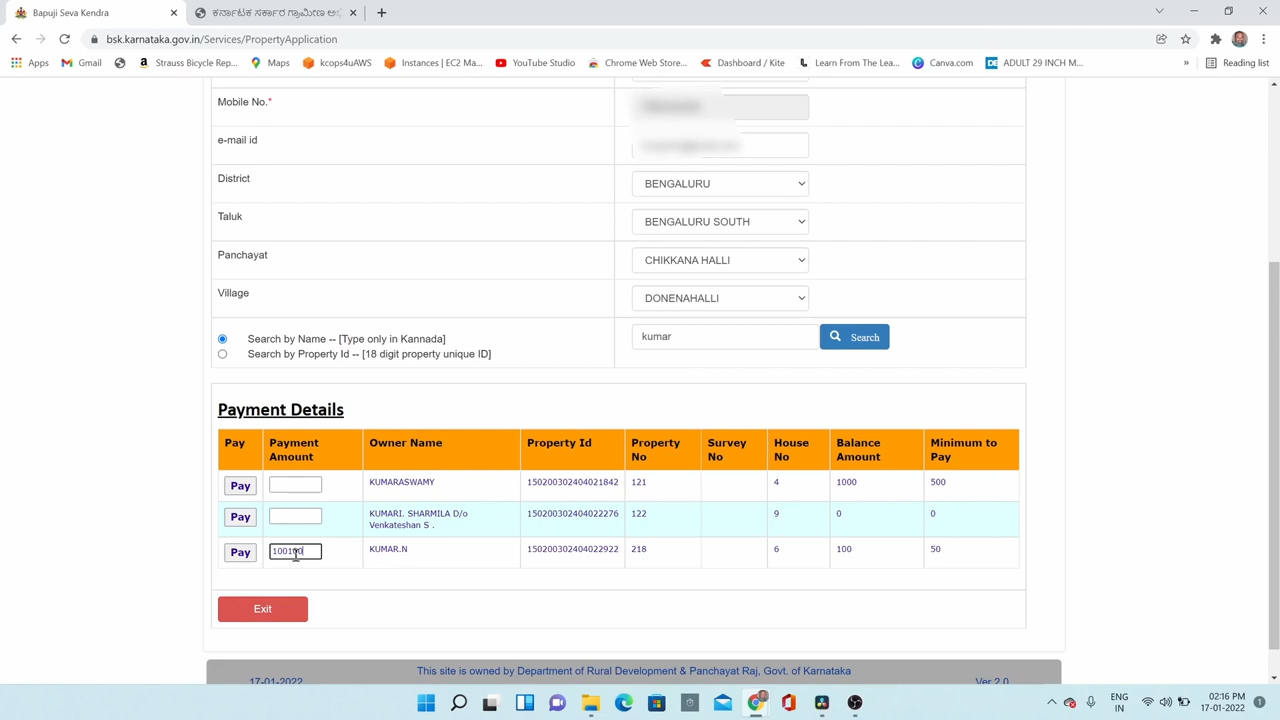 Bapuji Seva Kendra
ಕರ್ನಾಟಕ ಸರ್ಕಾರ ಗ್ರಾಮೀಣ
bsk.karnataka.gov.in/Services/PropertyApplication
Apps Gmail Maps Strauss Bicycle Rep... kcops4uAWS Instances (EC2 Ma... YouTube Studio Chrome Web Store... Dashboard / Kite Learn From The Lea... Canva.com ADULT 29 INCH M... » Reading list
Mobile No.*
e-mail id
District BENGALURU
Taluk BENGALURU SOUTH
Panchayat CHIKKANA HALLI
Village DONENAHALLI
Search by Name -- [Type only in Kannada] kumar Search
Search by Property Id -- [18 digit property unique ID]
Payment Details
Pay Payment Amount Owner Name Property Id Property No Survey No House No Balance Amount Minimum to Pay
Pay KUMARASWAMY 150200302404021842 121 4 1000 500
Pay KUMARI. SHARMILA D/o Venkateshan S . 150200302404022276 122 9 0 0
Pay 100100 KUMAR.N 150200302404022922 218 6 100 50
Exit
This site is owned by Department of Rural Development & Panchayat Raj, Govt. of Karnataka
17-01-2022 Ver 2.0
ENG IN 02:16 PM 17-01-2022